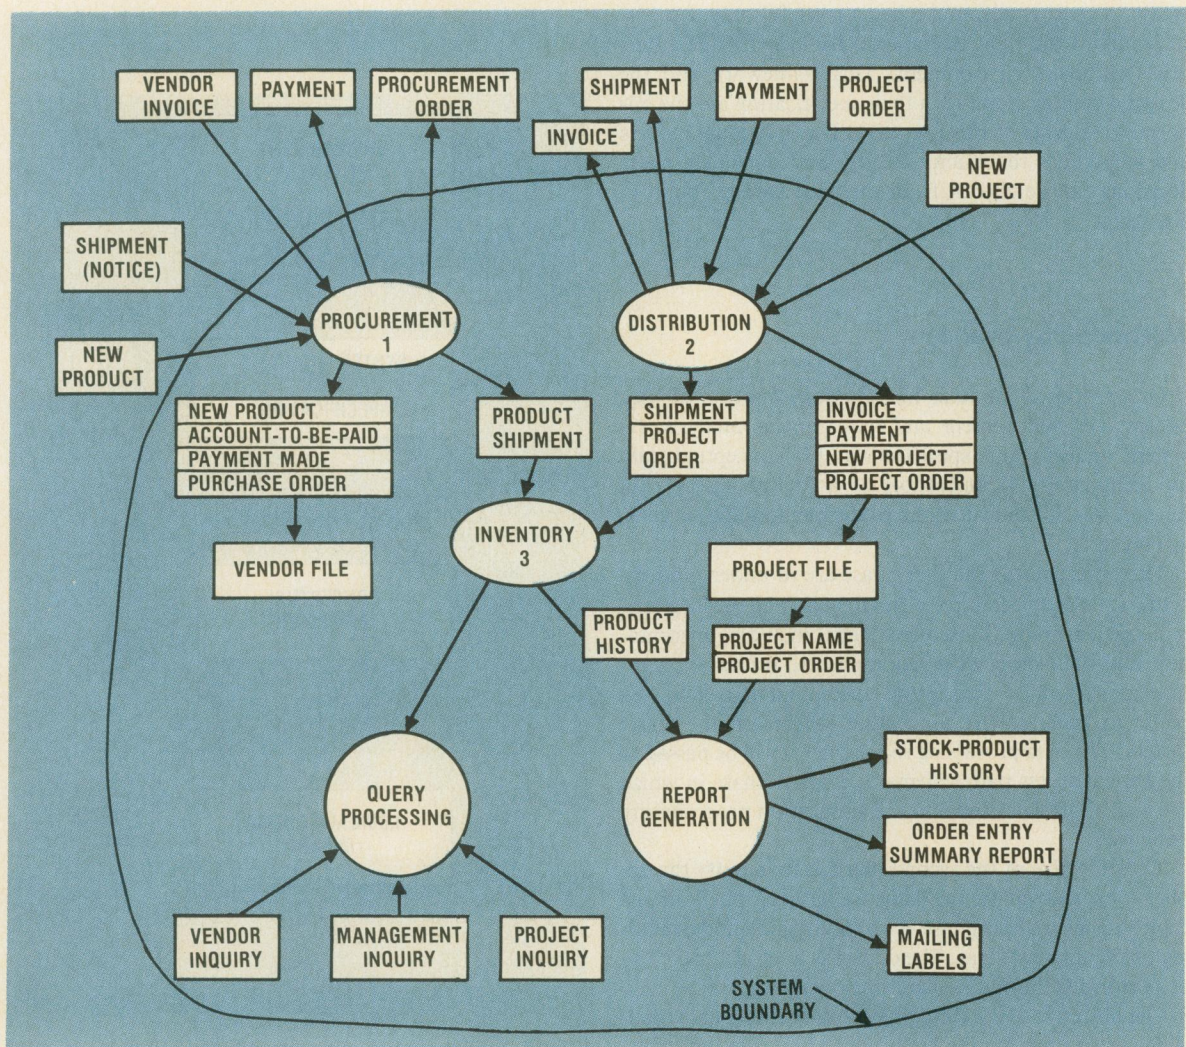 VENDOR
INVOICE
PAYMENT
PROCUREMENT
ORDER
SHIPMENT
INVOICE
PAYMENT
PROJECT
ORDER
NEW
PROJECT
SHIPMENT
(NOTICE)
NEW
PRODUCT
PROCUREMENT
1
DISTRIBUTION
2
NEW PRODUCT
ACCOUNT-TO-BE-PAID
PAYMENT MADE
PURCHASE ORDER
PRODUCT
SHIPMENT
SHIPMENT
PROJECT
ORDER
INVOICE
PAYMENT
NEW PROJECT
PROJECT ORDER
VENDOR FILE
INVENTORY
3
PROJECT FILE
PRODUCT
HISTORY
PROJECT NAME
PROJECT ORDER
QUERY
PROCESSING
REPORT
GENERATION
STOCK-PRODUCT
HISTORY
ORDER ENTRY
SUMMARY REPORT
MAILING
LABELS
VENDOR
INQUIRY
MANAGEMENT
INQUIRY
PROJECT
INQUIRY
SYSTEM
BOUNDARY